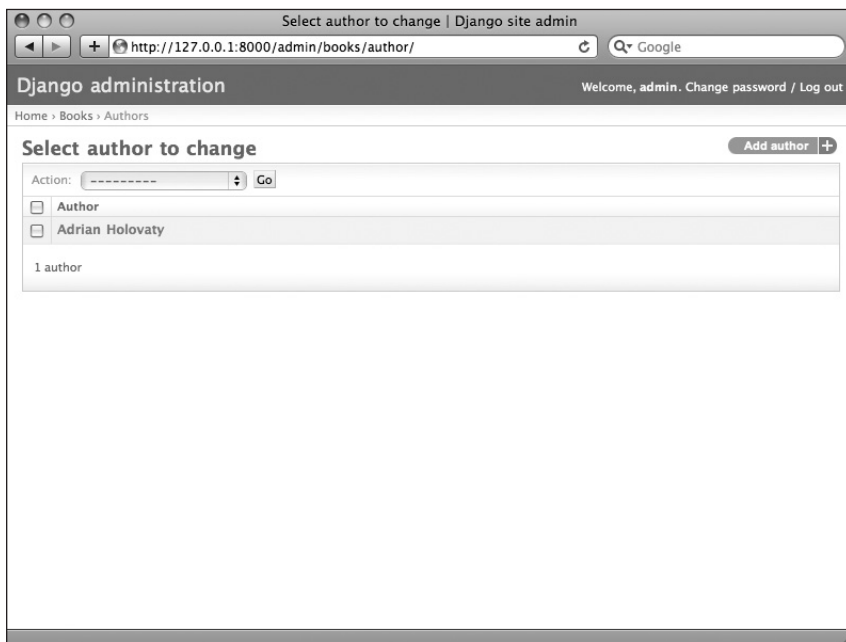 Select author to change | Django site admin
+ http://127.0.0.1:8000/admin/books/author/ Google
Django administration Welcome, admin. Change password / Log out
Home › Books › Authors
Select author to change Add author +
Action: --------- Go
Author
Adrian Holovaty
1 author